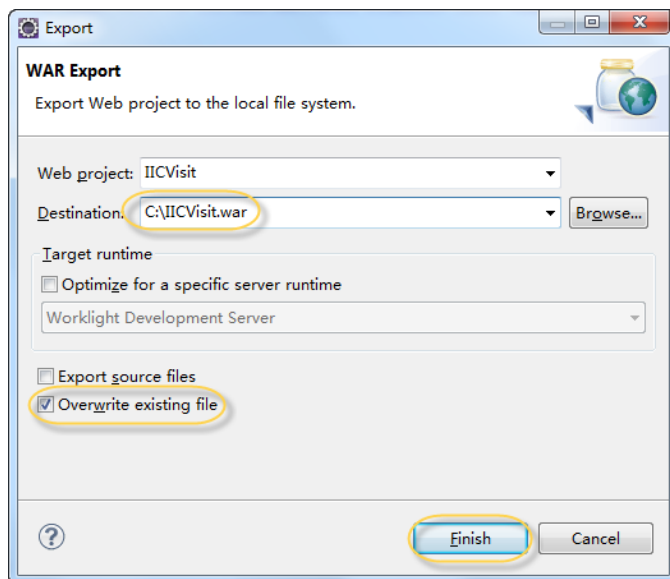 Export
WAR Export
Export Web project to the local file system.
Web project: IICVisit
Destination: C:\IICVisit.war Browse...
Target runtime
Optimize for a specific server runtime
Worklight Development Server
Export source files
Overwrite existing file
? Finish Cancel